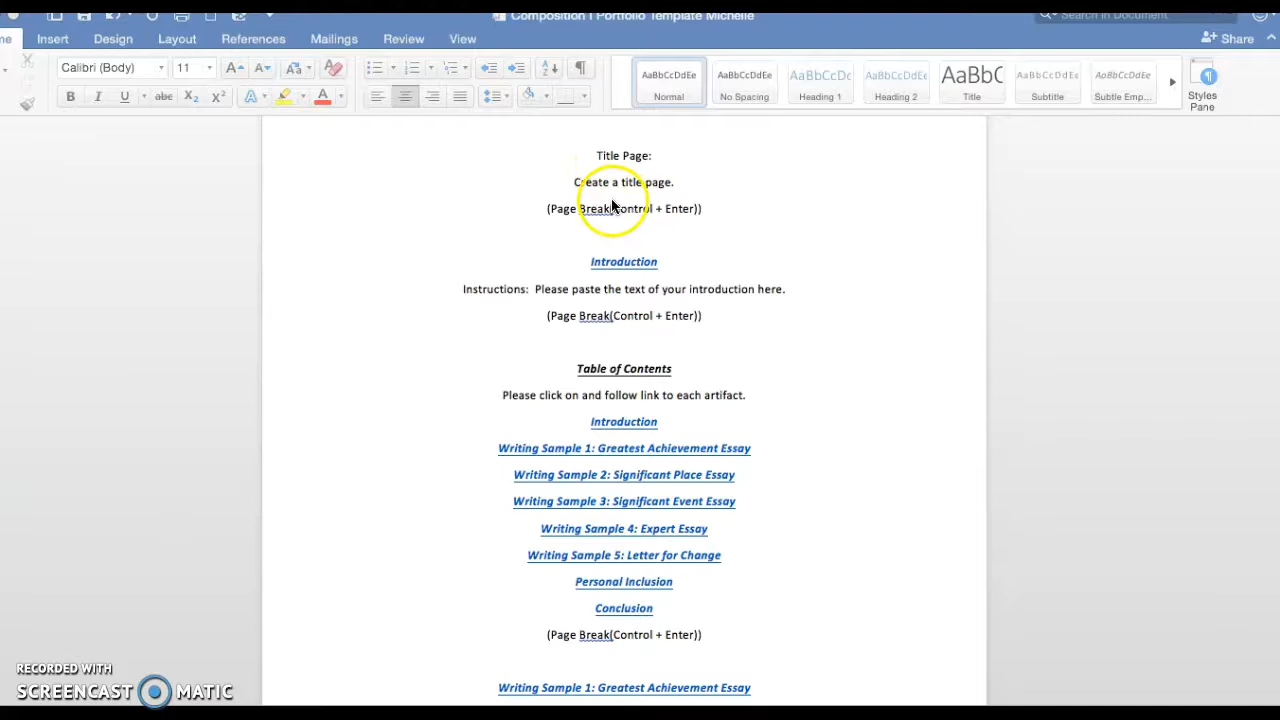 Composition I Portfolio Template Michelle
Search in Document
me Insert Design Layout References Mailings Review View
Share
Calibri (Body) 11
AaBbCcDdEe AaBbCcDdEe AaBbCcDc AaBbCcDdEe AaBbC AaBbCcDdEe AaBbCcDdEe
Normal No Spacing Heading 1 Heading 2 Title Subtitle Subtle Emp...
Styles
Pane
Title Page:
Create a title page.
(Page Break(Control + Enter))
Introduction
Instructions: Please paste the text of your introduction here.
(Page Break(Control + Enter))
Table of Contents
Please click on and follow link to each artifact.
Introduction
Writing Sample 1: Greatest Achievement Essay
Writing Sample 2: Significant Place Essay
Writing Sample 3: Significant Event Essay
Writing Sample 4: Expert Essay
Writing Sample 5: Letter for Change
Personal Inclusion
Conclusion
(Page Break(Control + Enter))
Writing Sample 1: Greatest Achievement Essay
RECORDED WITH
SCREENCAST MATIC